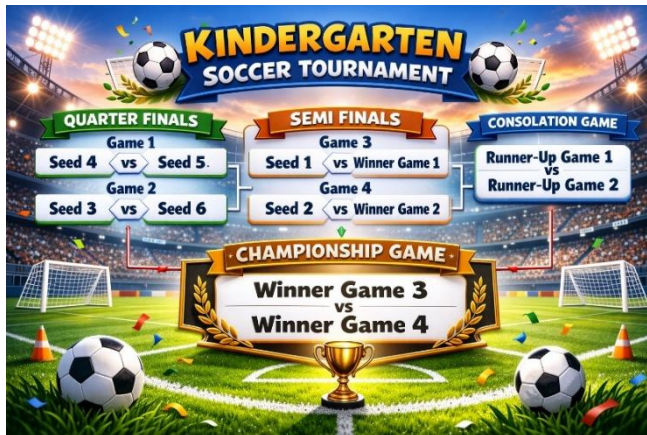 KINDERGARTEN
SOCCER TOURNAMENT
QUARTER FINALS
Game 1
Seed 4 vs Seed 5.
Game 2
Seed 3 vs Seed 6
SEMI FINALS
Game 3
Seed 1 vs Winner Game 1
Game 4
Seed 2 vs Winner Game 2
CONSOLATION GAME
Runner-Up Game 1
vs
Runner-Up Game 2
CHAMPIONSHIP GAME
Winner Game 3
vs
Winner Game 4